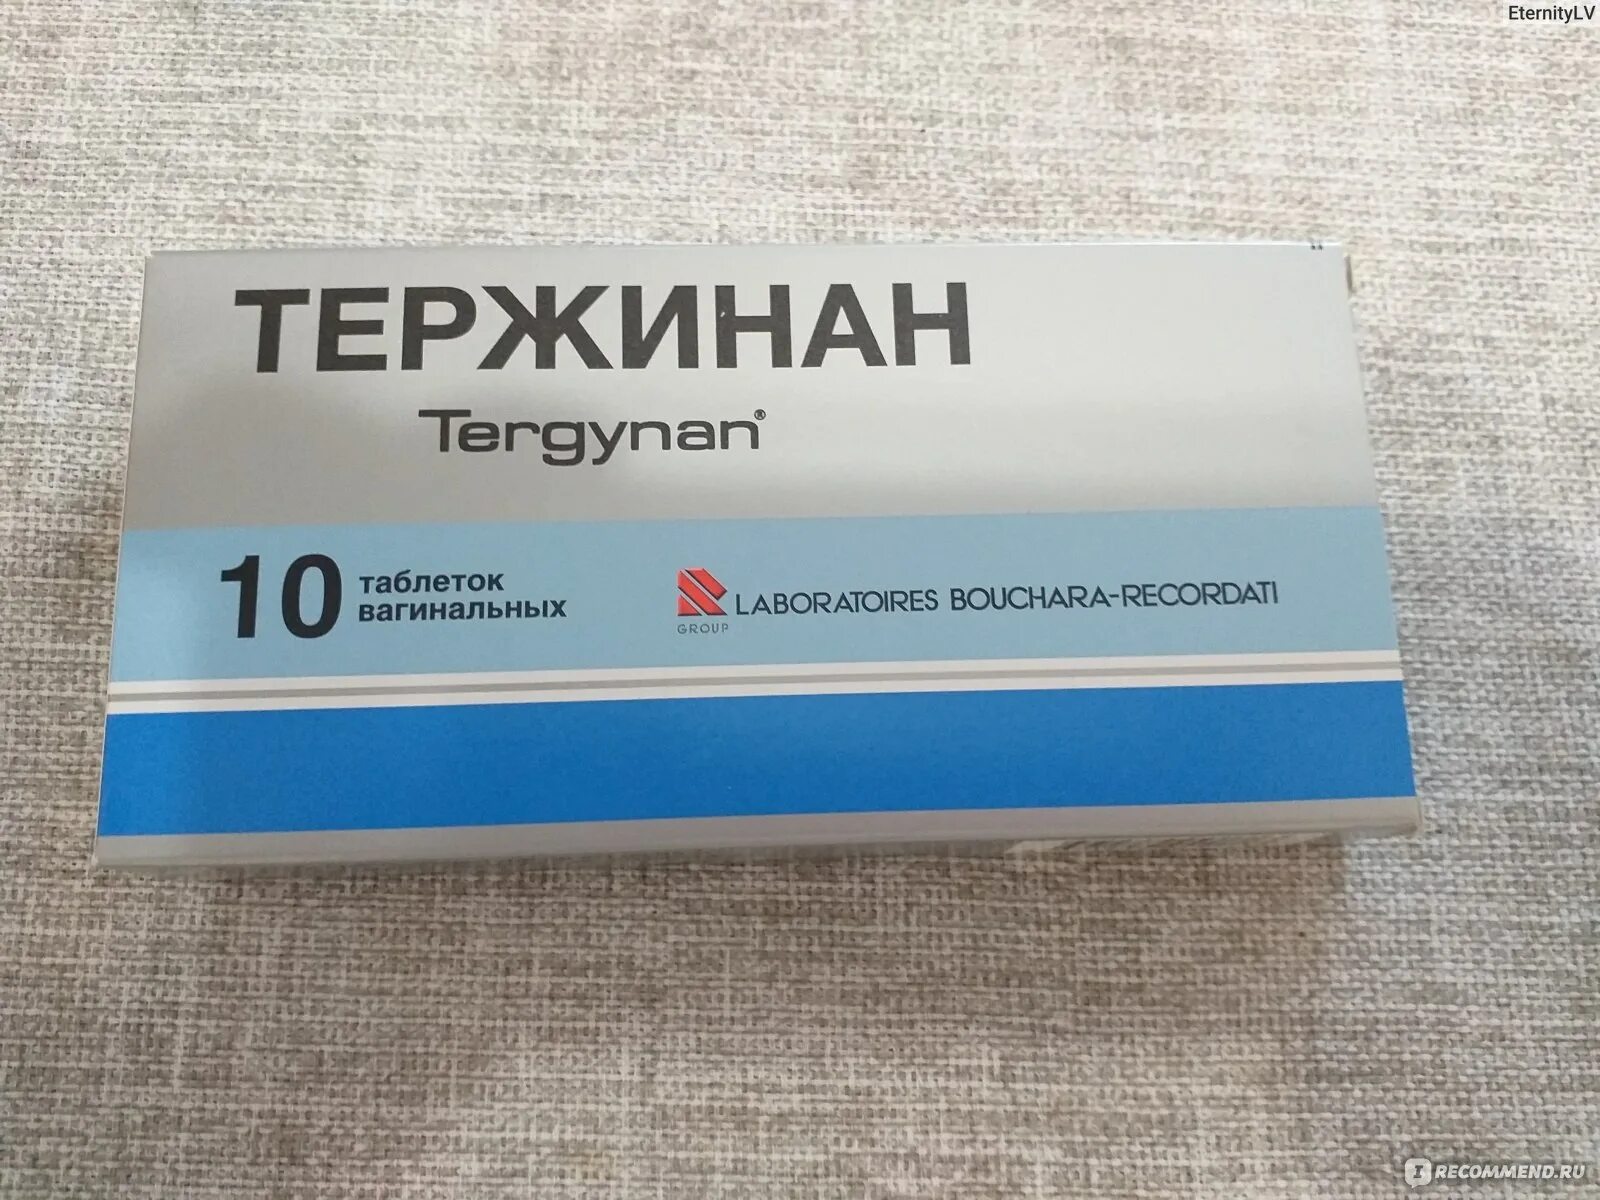 EternityLV
ТЕРЖИНАН
Tergynan®
10 таблеток
вагинальных
LABORATOIRES BOUCHARA-RECORDATI
GROUP
RECOMMEND.RU